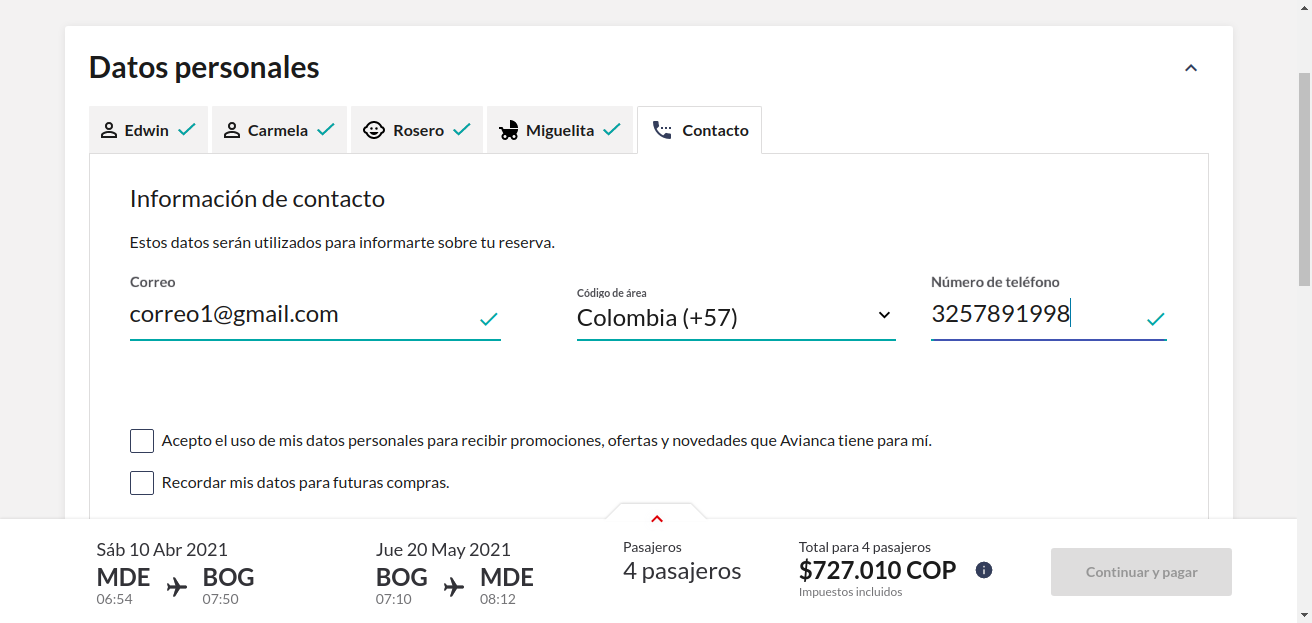 Datos personales
Edwin
Carmela
Rosero
Miguelita
Contacto
Información de contacto
Estos datos serán utilizados para informarte sobre tu reserva.
Correo
correo1@gmail.com
Código de área
Colombia (+57)
Número de teléfono
3257891998
Acepto el uso de mis datos personales para recibir promociones, ofertas y novedades que Avianca tiene para mí.
Recordar mis datos para futuras compras.
Sáb 10 Abr 2021
MDE BOG
06:54 07:50
Jue 20 May 2021
BOG MDE
07:10 08:12
Pasajeros
4 pasajeros
Total para 4 pasajeros
$727.010 COP
Impuestos incluidos
Continuar y pagar